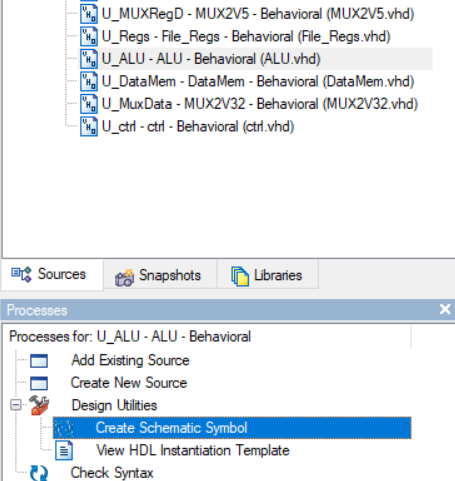 U_MUXRegD - MUX2V5 - Behavioral (MUX2V5.vhd)
U_Regs - File_Regs - Behavioral (File_Regs.vhd)
U_ALU - ALU - Behavioral (ALU.vhd)
U_DataMem - DataMem - Behavioral (DataMem.vhd)
U_MuxData - MUX2V32 - Behavioral (MUX2V32.vhd)
U_ctrl - ctrl - Behavioral (ctrl.vhd)
Sources Snapshots Libraries
Processes
Processes for: U_ALU - ALU - Behavioral
Add Existing Source
Create New Source
Design Utilities
Create Schematic Symbol
View HDL Instantiation Template
Check Syntax